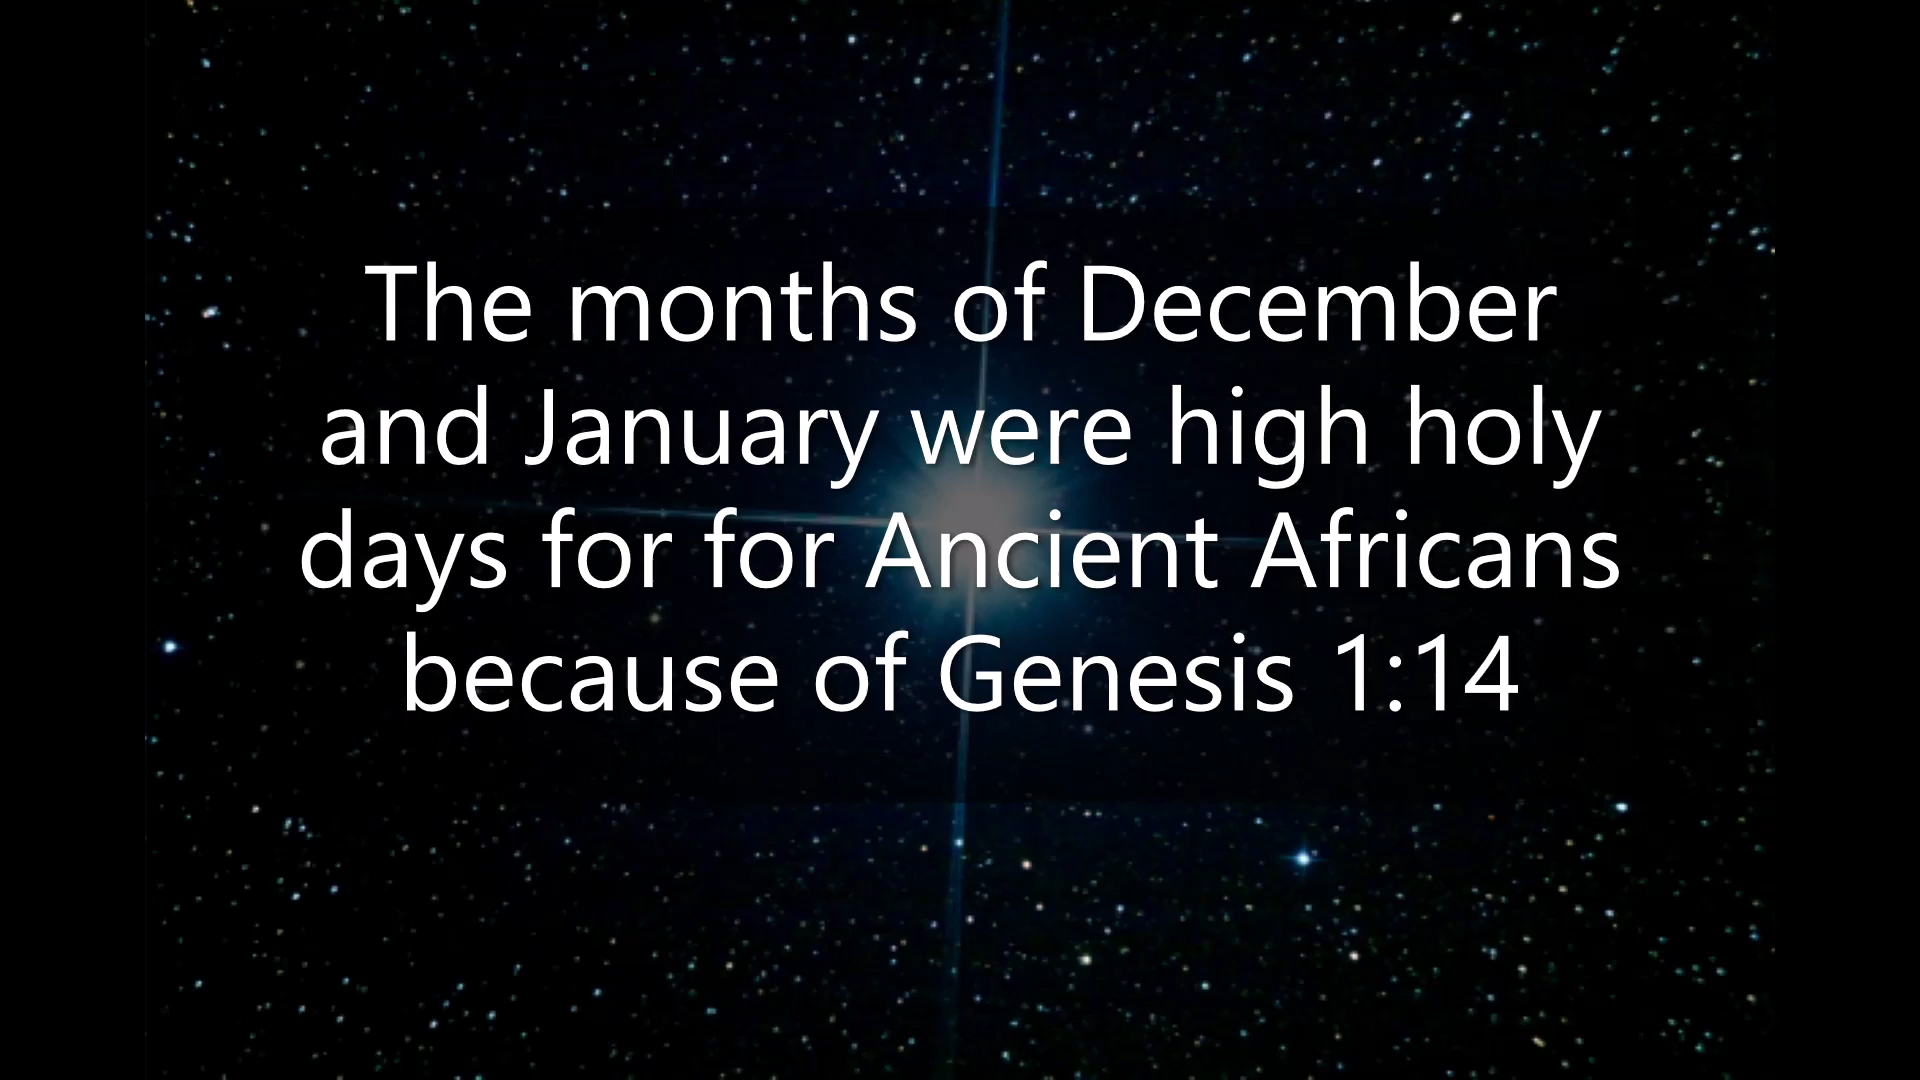 The months of December
and January were high holy
days for for Ancient Africans
because of Genesis 1:14